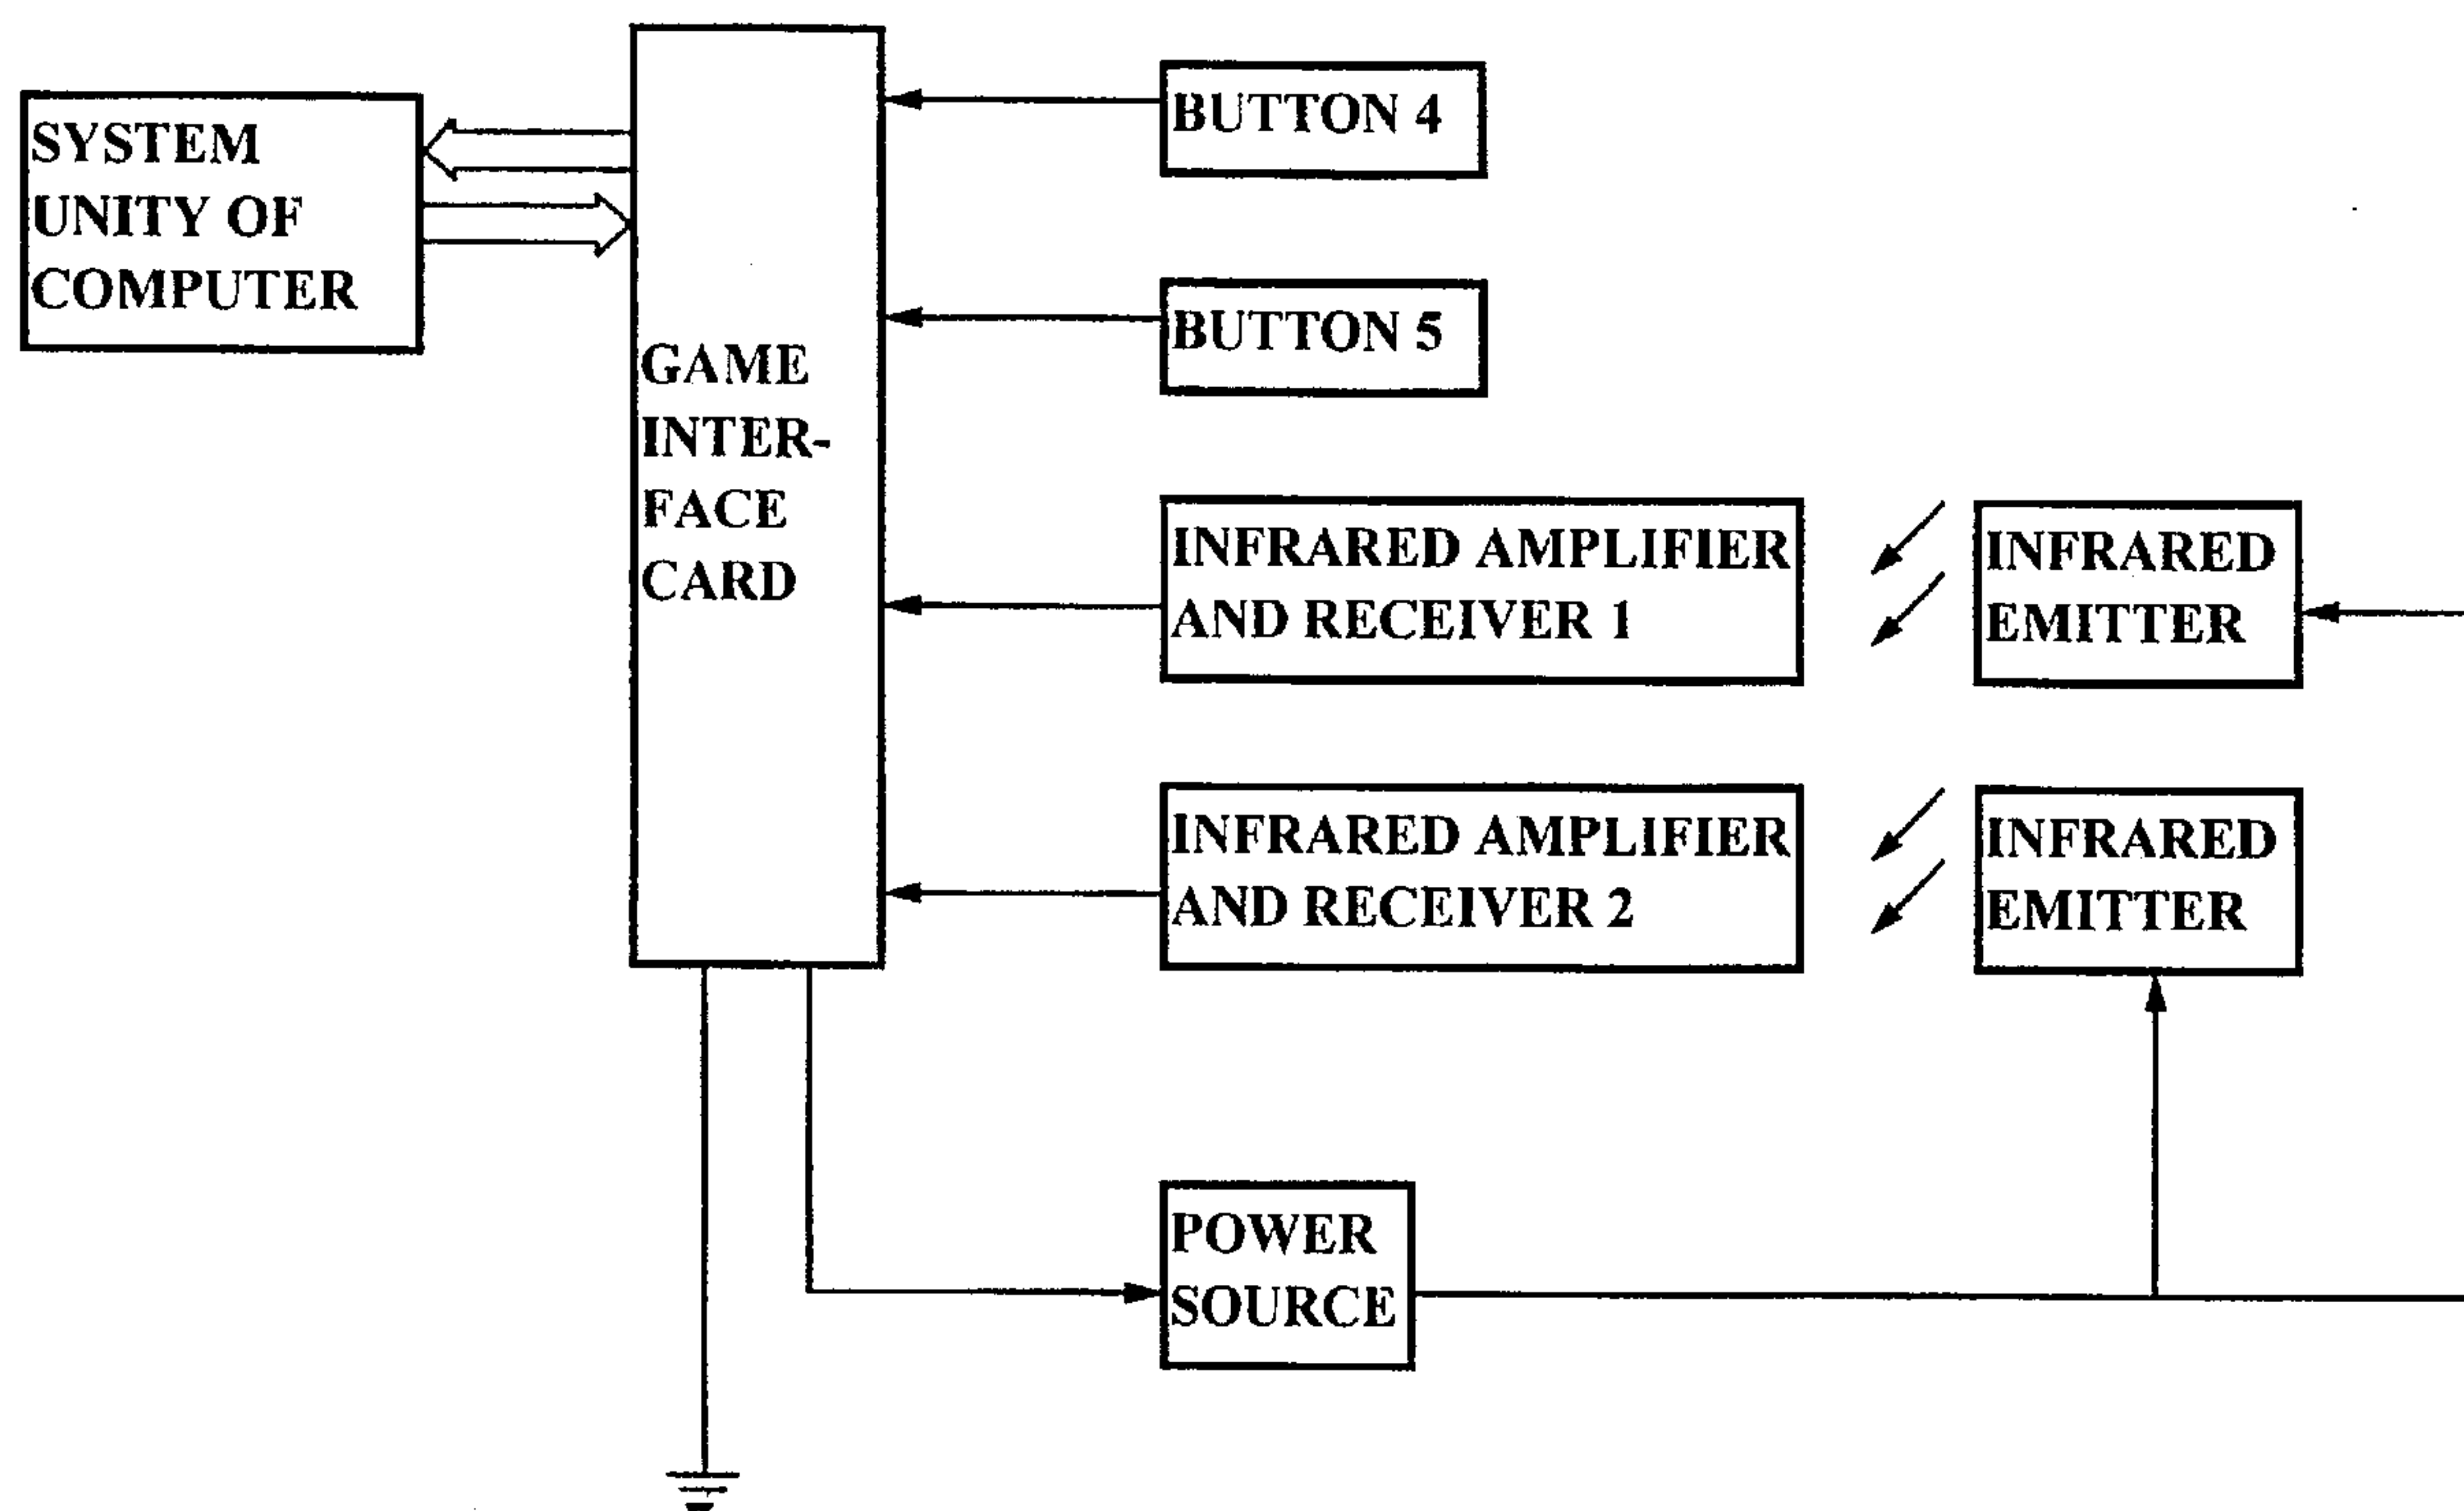 SYSTEM
UNITY OF
COMPUTER
GAME
INTER-
FACE
CARD
BUTTON 4
BUTTON 5
INFRARED AMPLIFIER
AND RECEIVER 1
INFRARED
EMITTER
INFRARED AMPLIFIER
AND RECEIVER 2
INFRARED
EMITTER
POWER
SOURCE